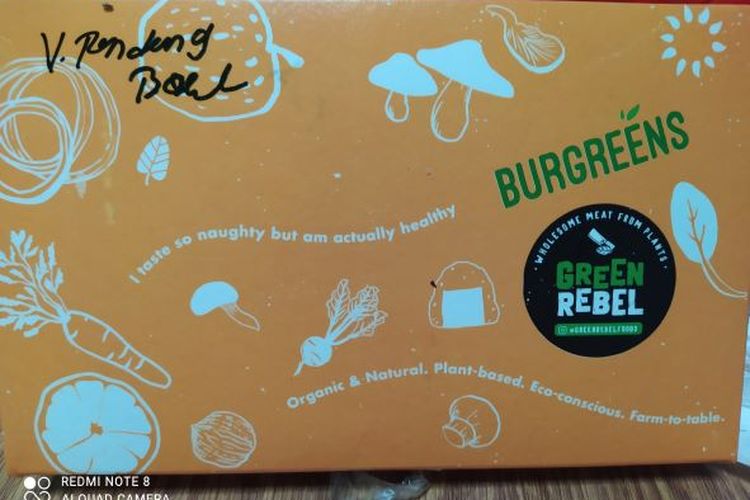 V. Rendang
Bowl
BURGREENS
WHOLESOME MEAT FROM PLANTS
GREEN
REBEL
@GREENREBELFOODS
I taste so naughty but am actually healthy
Organic & Natural. Plant-based. Eco-conscious. Farm-to-table.
REDMI NOTE 8
AI QUAD CAMERA